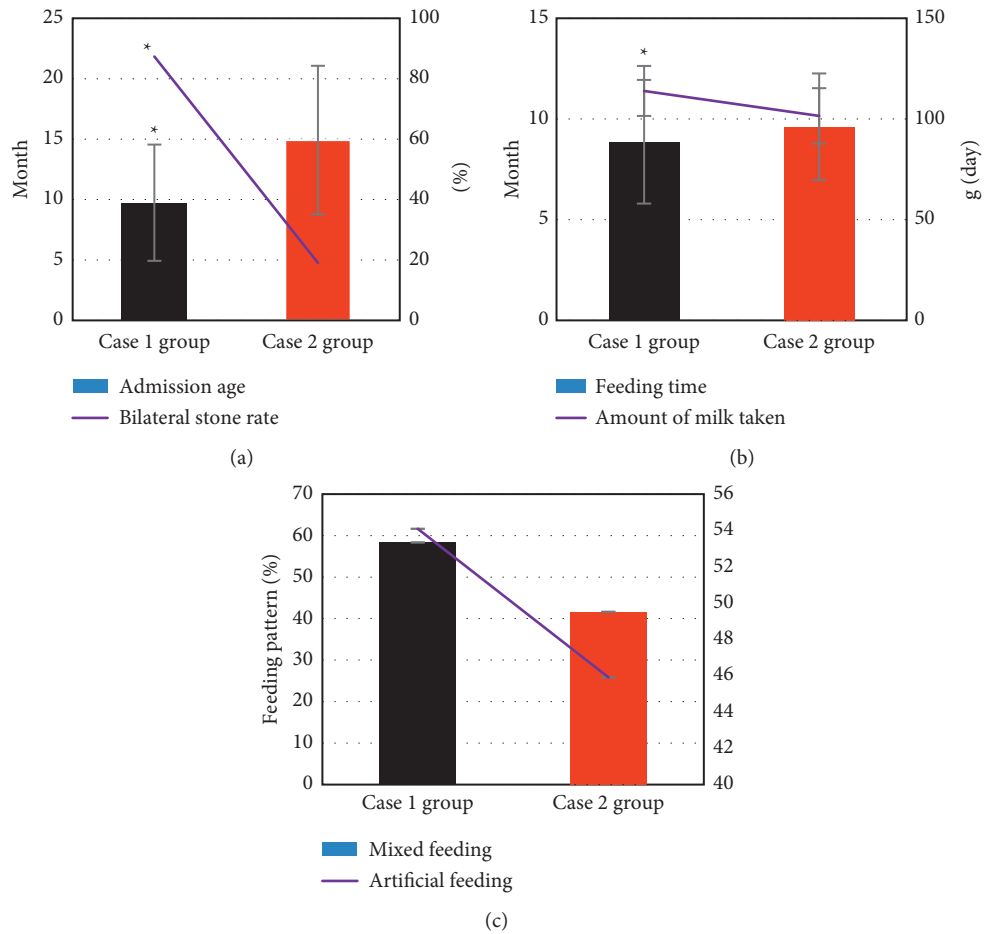 25
20
15
10
5
0
Month
100
80
60
40
20
0
(%)
*
*
Case 1 group
Case 2 group
Admission age
Bilateral stone rate
(a)
15
10
5
0
Month
150
100
50
0
g (day)
*
Case 1 group
Case 2 group
Feeding time
Amount of milk taken
(b)
70
60
50
40
30
20
10
0
Feeding pattern (%)
56
54
52
50
48
46
44
42
40
Case 1 group
Case 2 group
Mixed feeding
Artificial feeding
(c)